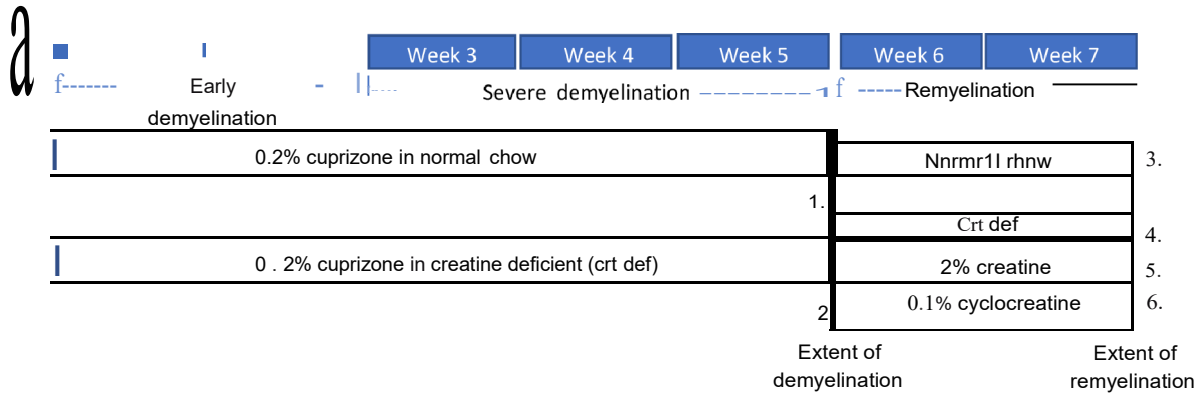 a
Week 3 Week 4 Week 5 Week 6 Week 7
f------- Early - Severe demyelination f -----Remyelination
demyelination
0.2% cuprizone in normal chow Nnrmr1I rhnw 3.
1.
Crt def 4.
0 . 2% cuprizone in creatine deficient (crt def) 2% creatine 5.
2 0.1% cyclocreatine 6.
Extent of Extent of
demyelination remyelination